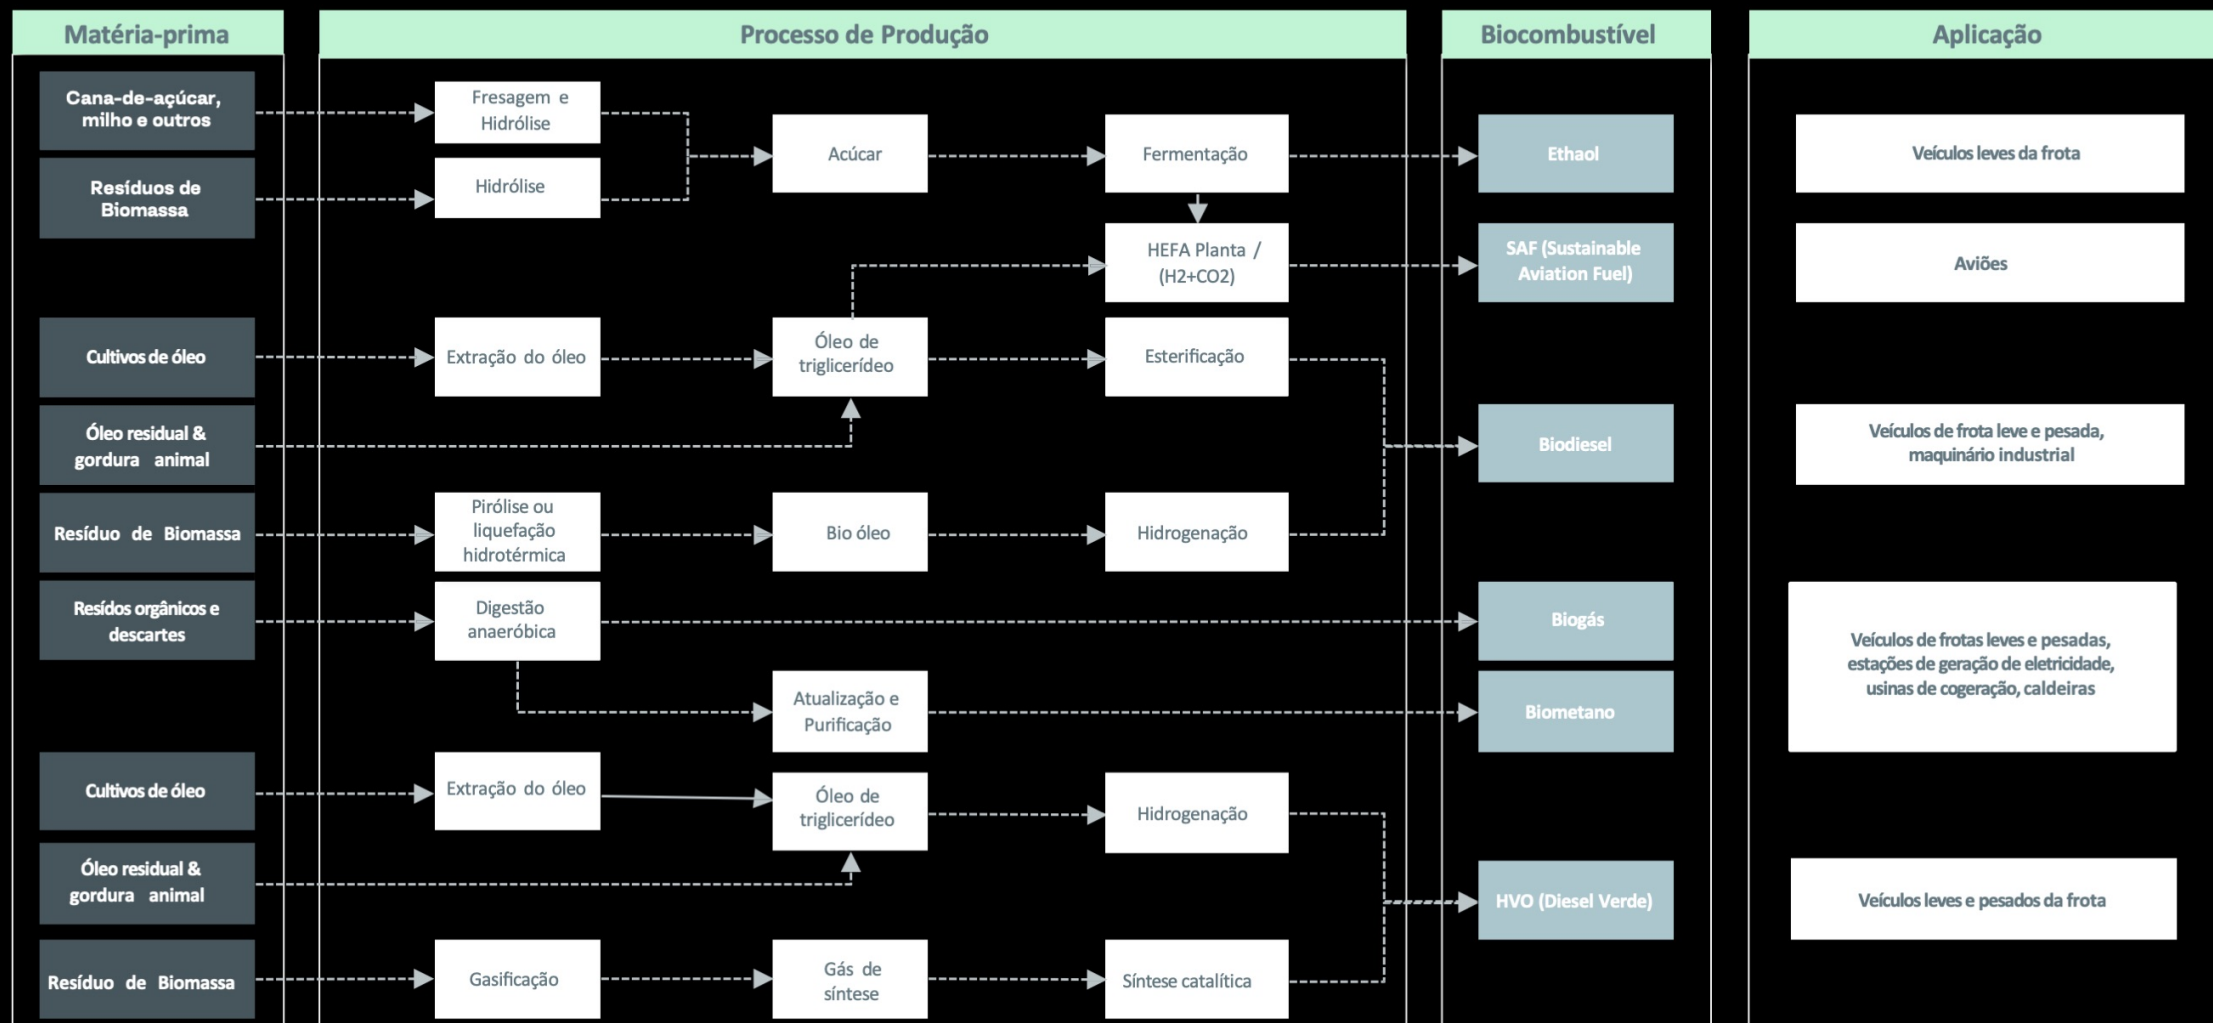 Matéria-prima
Processo de Produção
Biocombustível
Aplicação
Cana-de-açúcar,
milho e outros
Fresagem e
Hidrólise
Acúcar
Fermentação
Ethaol
Veículos leves da frota
Resíduos de
Biomassa
Hidrólise
HEFA Planta /
(H2+CO2)
SAF (Sustainable
Aviation Fuel)
Aviões
Cultivos de óleo
Extração do óleo
Óleo de
triglicerídeo
Esterificação
Óleo residual &
gordura animal
Biodiesel
Veículos de frota leve e pesada,
maquinário industrial
Resíduo de Biomassa
Pirólise ou
liquefação
hidrotérmica
Bio óleo
Hidrogenação
Resídos orgânicos e
descartes
Digestão
anaeróbica
Biogás
Veículos de frotas leves e pesadas,
estações de geração de eletricidade,
usinas de cogeração, caldeiras
Atualização e
Purificação
Biometano
Cultivos de óleo
Extração do óleo
Óleo de
triglicerídeo
Hidrogenação
Óleo residual &
gordura animal
HVO (Diesel Verde)
Veículos leves e pesados da frota
Resíduo de Biomassa
Gasificação
Gás de
síntese
Síntese catalítica